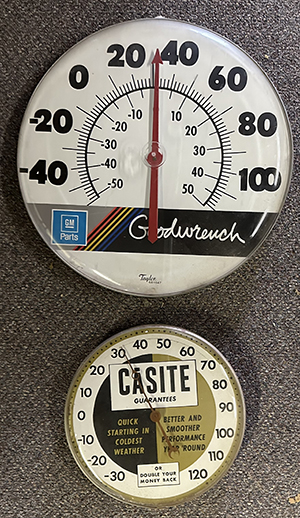 -40 -20 0 20 40 60 80 100
-50 -40 -30 -20 -10 0 10 20 30 40 50
GM
Parts
Goodwrench
Taylor
-30 -20 -10 0 10 20 30 40 50 60 70 80 90 100 110 120
CASITE
GUARANTEES
QUICK
STARTING IN
COLDEST
WEATHER
BETTER AND
SMOOTHER
PERFORMANCE
YEAR 'ROUND
OR
DOUBLE YOUR
MONEY BACK